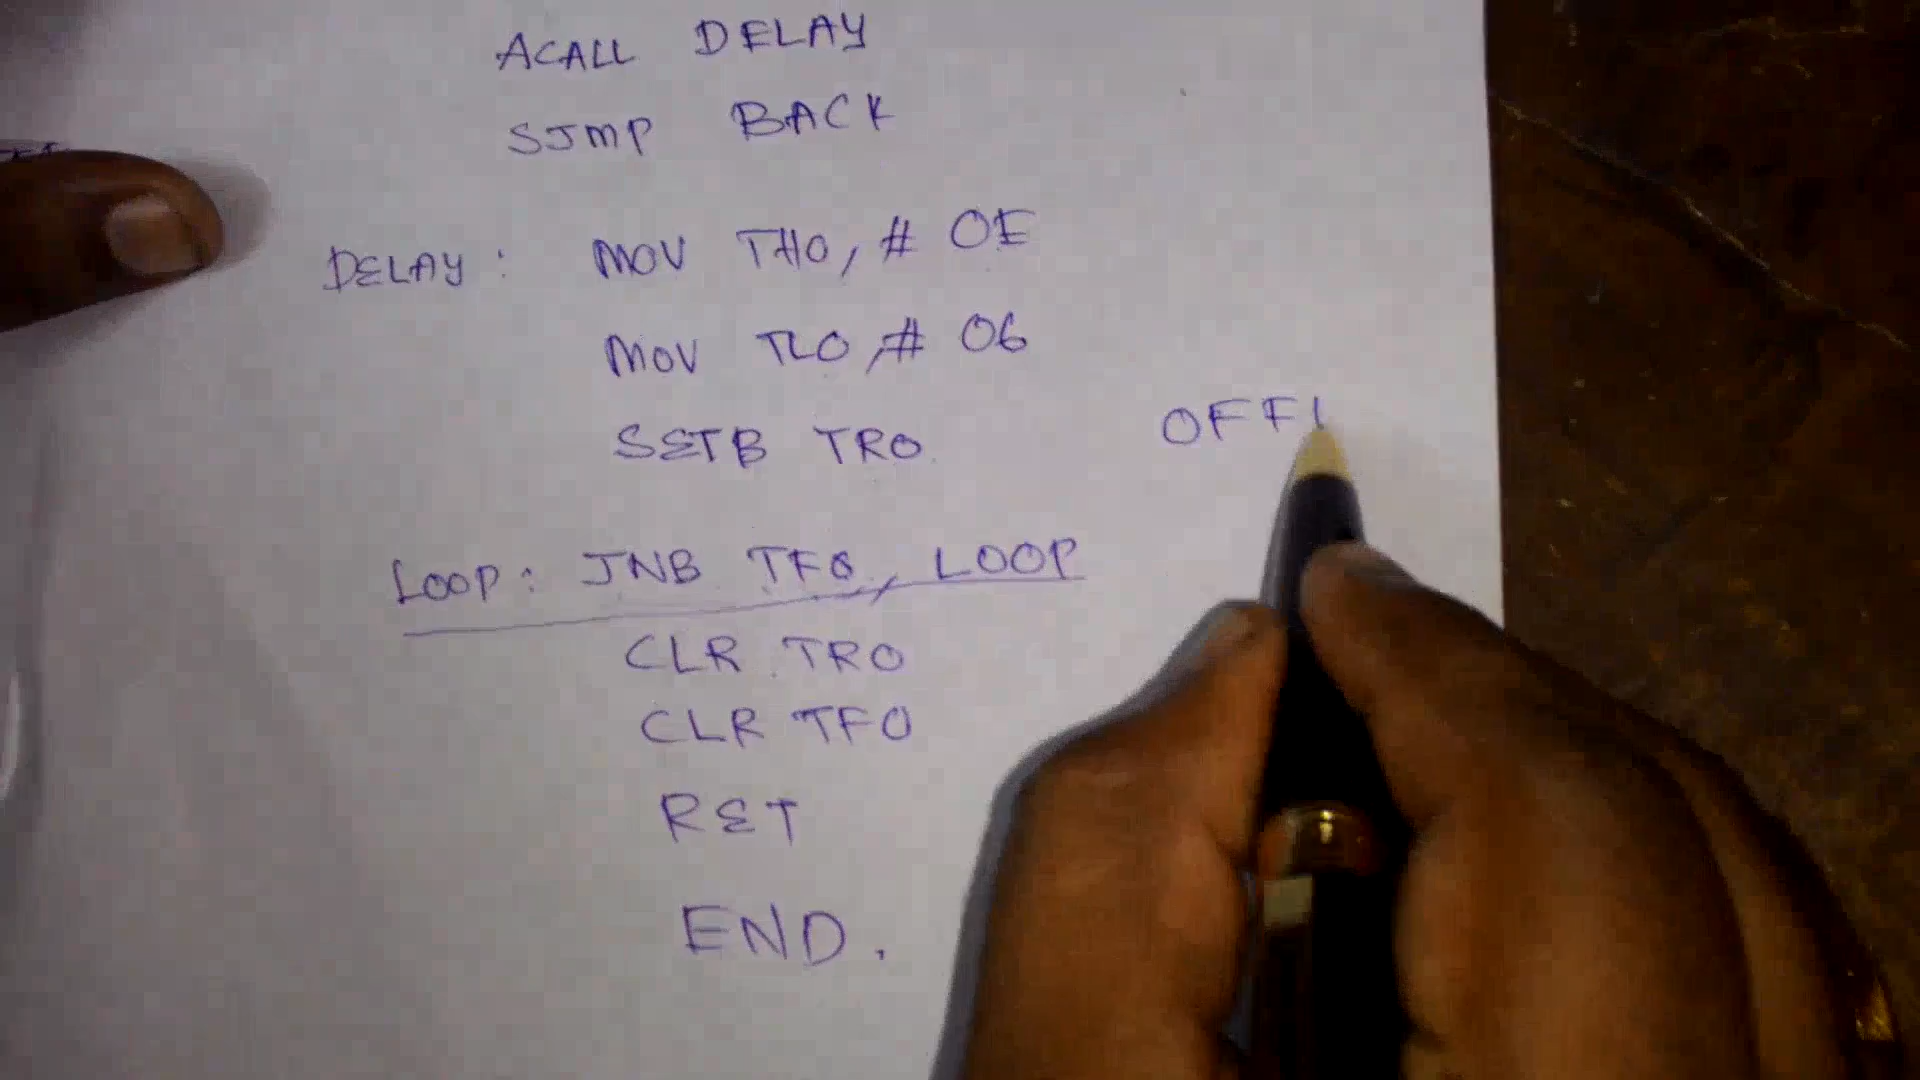 ACALL DELAY
SJMP BACK
DELAY: MOV TH0, # 0E
MOV TL0, # 06
SETB TR0
OFF
LOOP: JNB TF0, LOOP
CLR TR0
CLR TF0
RET
END.